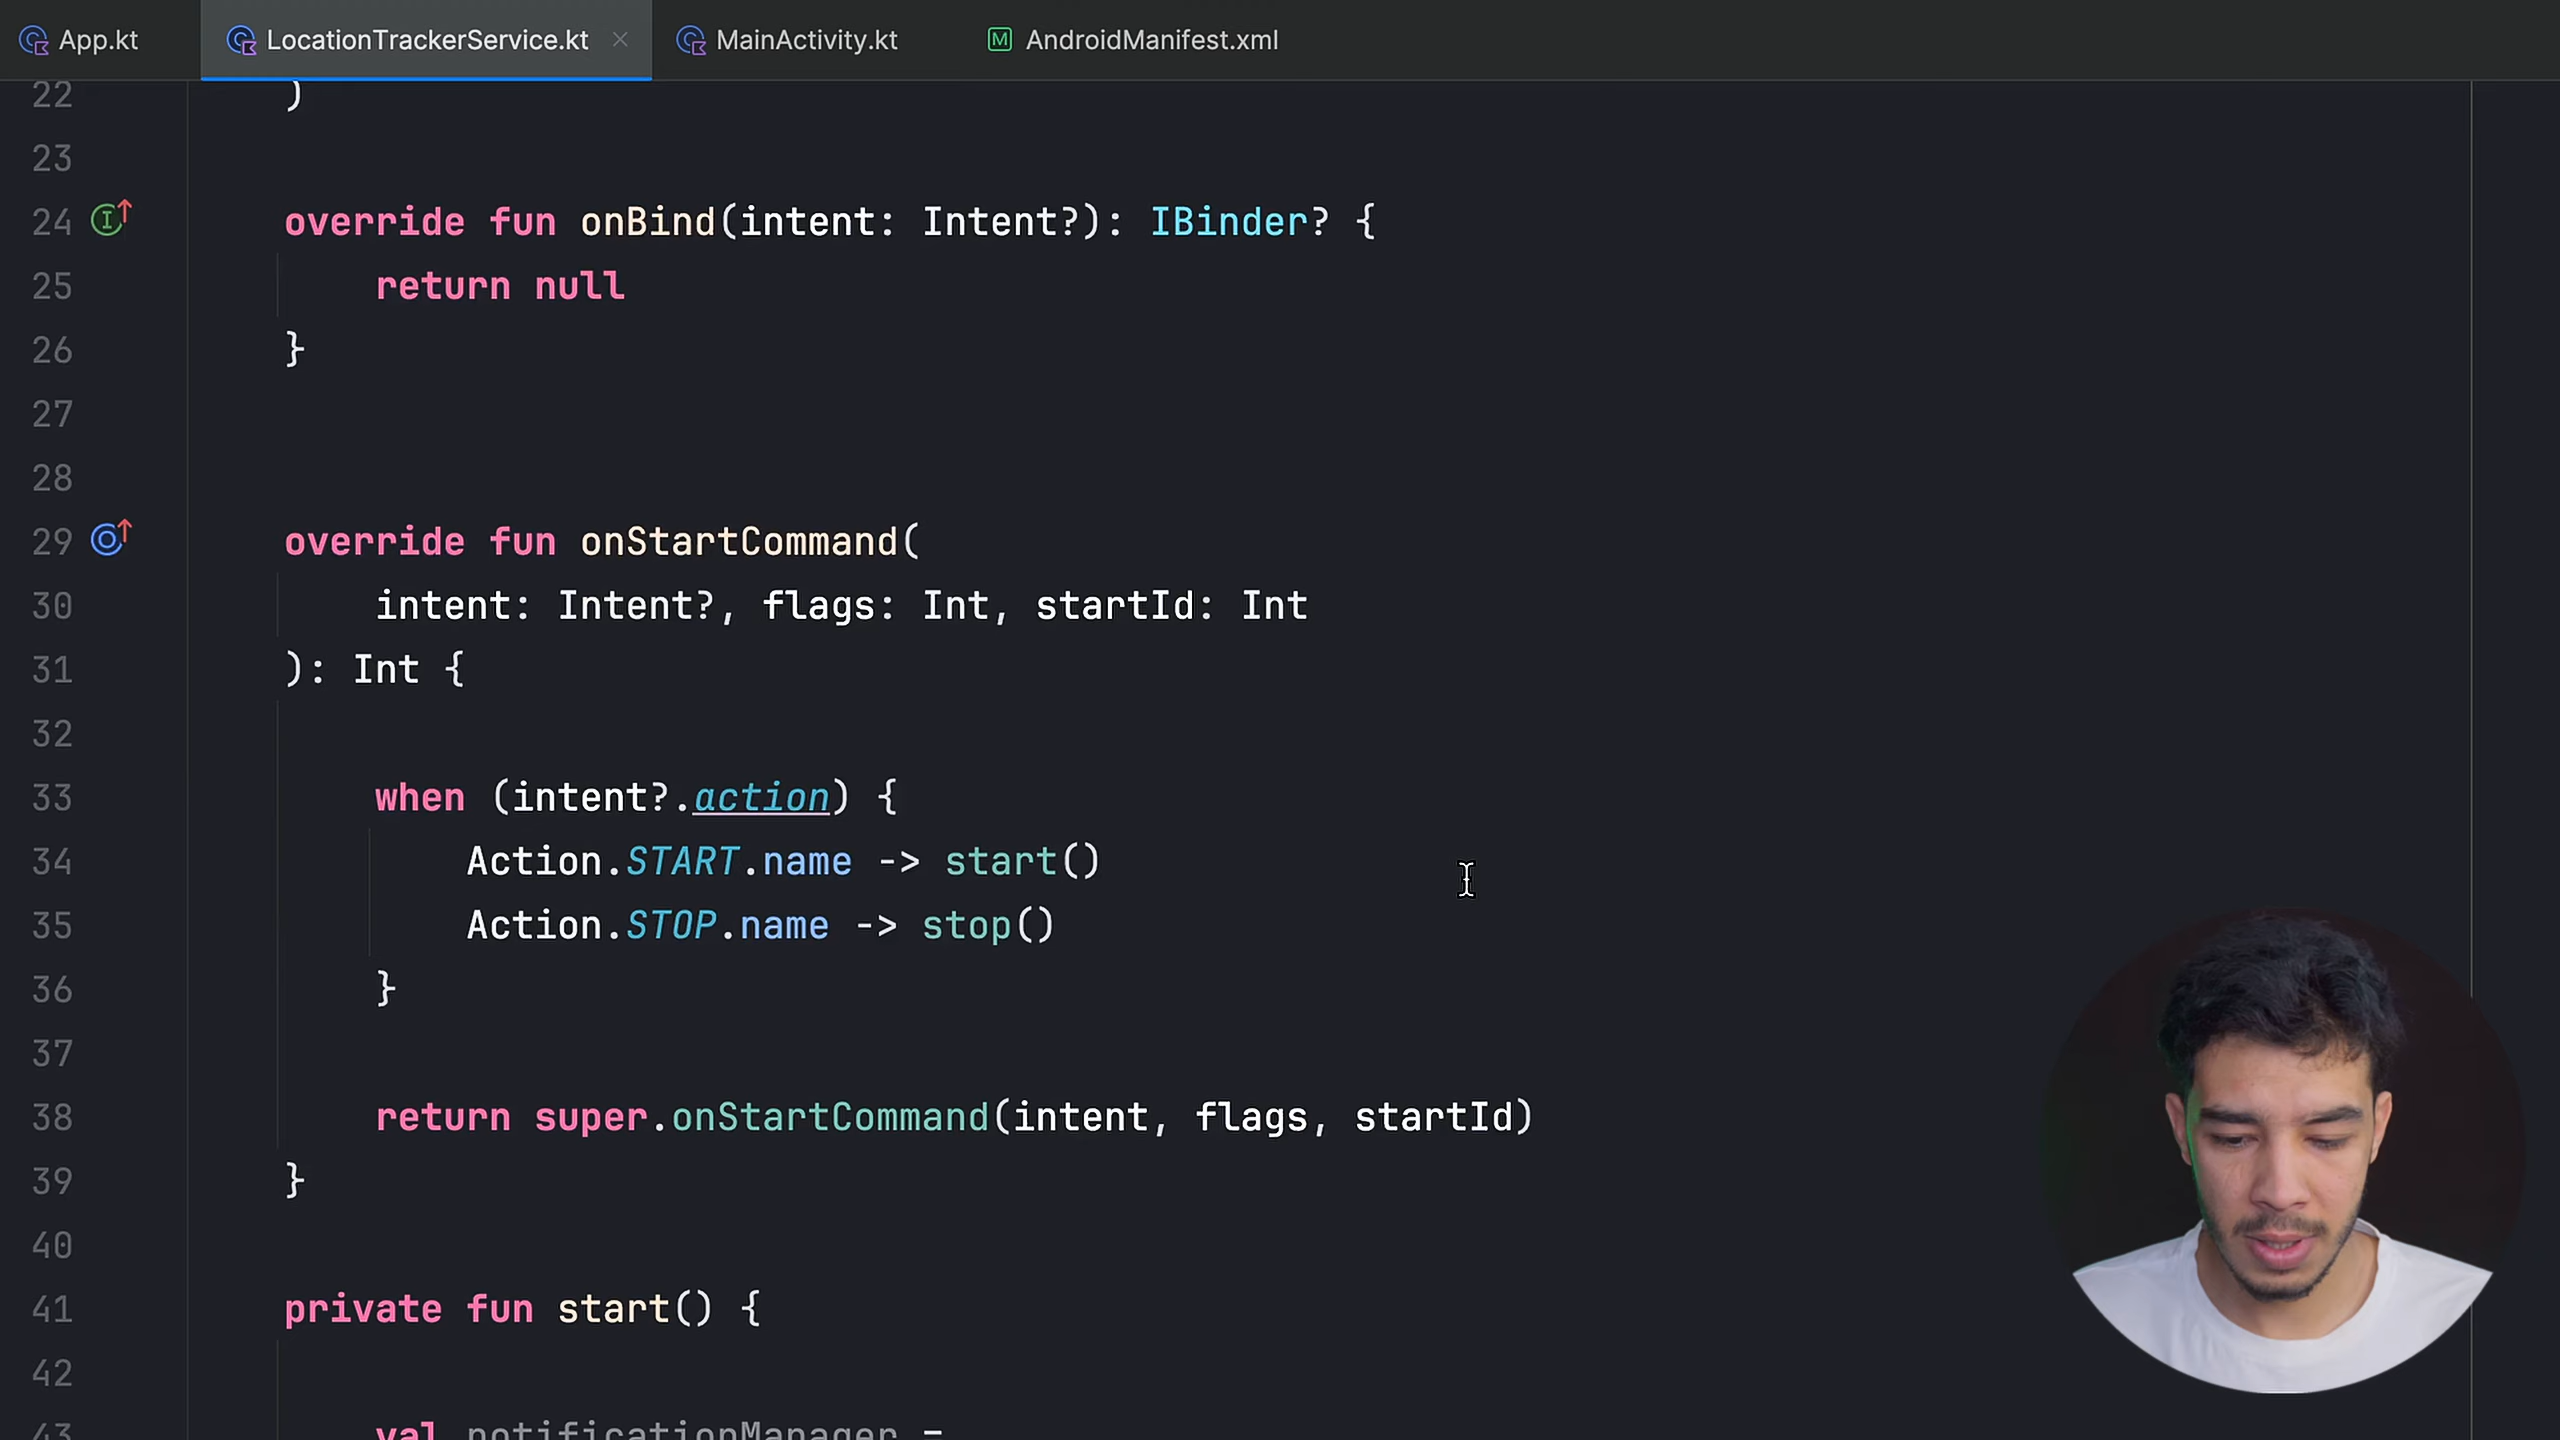 App.kt LocationTrackerService.kt MainActivity.kt AndroidManifest.xml
22 )
23
24 override fun onBind(intent: Intent?): IBinder? {
25 return null
26 }
27
28
29 override fun onStartCommand(
30 intent: Intent?, flags: Int, startId: Int
31 ): Int {
32
33 when (intent?.action) {
34 Action.START.name -> start()
35 Action.STOP.name -> stop()
36 }
37
38 return super.onStartCommand(intent, flags, startId)
39 }
40
41 private fun start() {
42
43 val notificationManager =